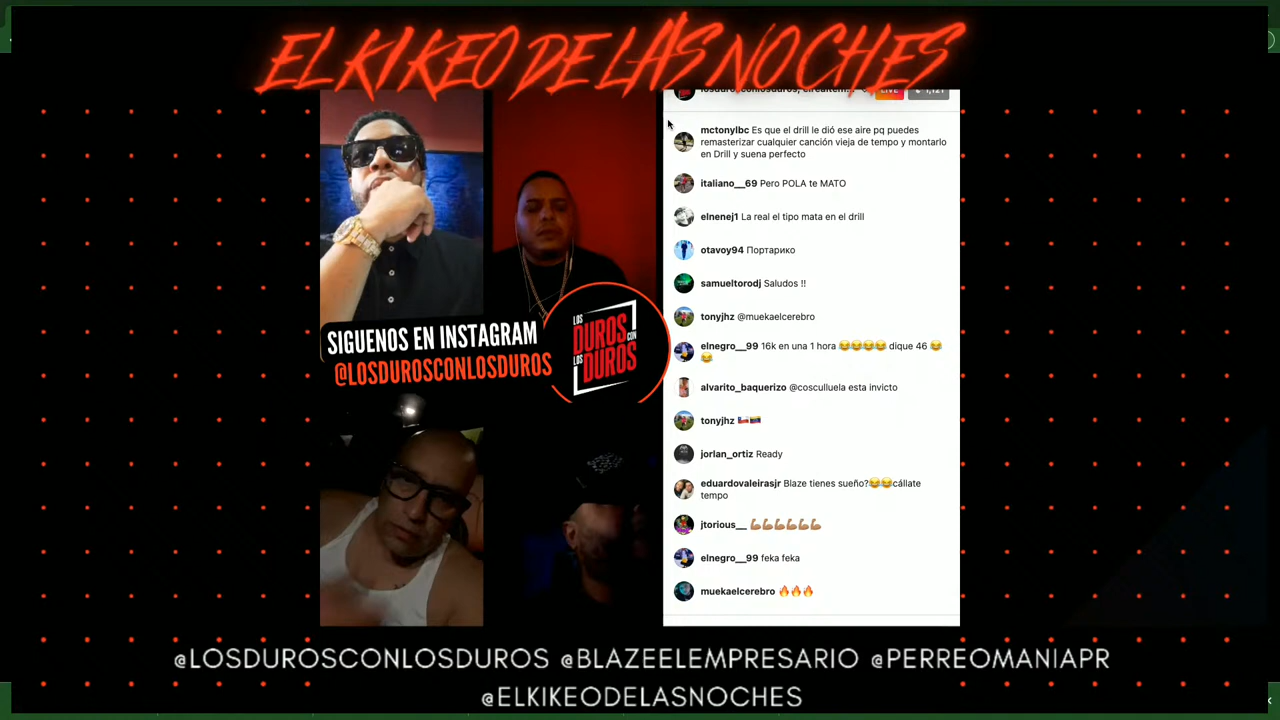 EL KIKEO DE LAS NOCHES
LIVE
mctonylbc Es que el drill le dió ese aire pq puedes
remasterizar cualquier canción vieja de tempo y montarlo
en Drill y suena perfecto
italiano__69 Pero POLA te MATO
elnenej1 La real el tipo mata en el drill
otavoy94 Портарико
samueltorodj Saludos !!
tonyjhz @muekaelcerebro
elnegro__99 16k en una 1 hora 😂😂😂😂 dique 46 😂
😂
alvarito_baquerizo @cosculluela esta invicto
tonyjhz 🇨🇱🇻🇪
jorlan_ortiz Ready
eduardovaleirasjr Blaze tienes sueño?😂😂cállate
tempo
jtorious__ 💪🏽💪🏽💪🏽💪🏽💪🏽💪🏽
elnegro__99 feka feka
muekaelcerebro 🔥🔥🔥
SIGUENOS EN INSTAGRAM
@LOSDUROSCONLOSDUROS
LOS
DUROS CON
LOS
DUROS
@LOSDUROSCONLOSDUROS @BLAZEELEMPRESARIO @PERREOMANIAPR
@ELKIKEODELASNOCHES